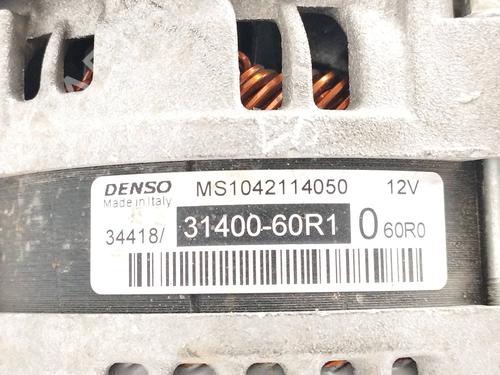 DENSO MS1042114050 12V
Made in Italy
34418/ 31400-60R1 0 60R0